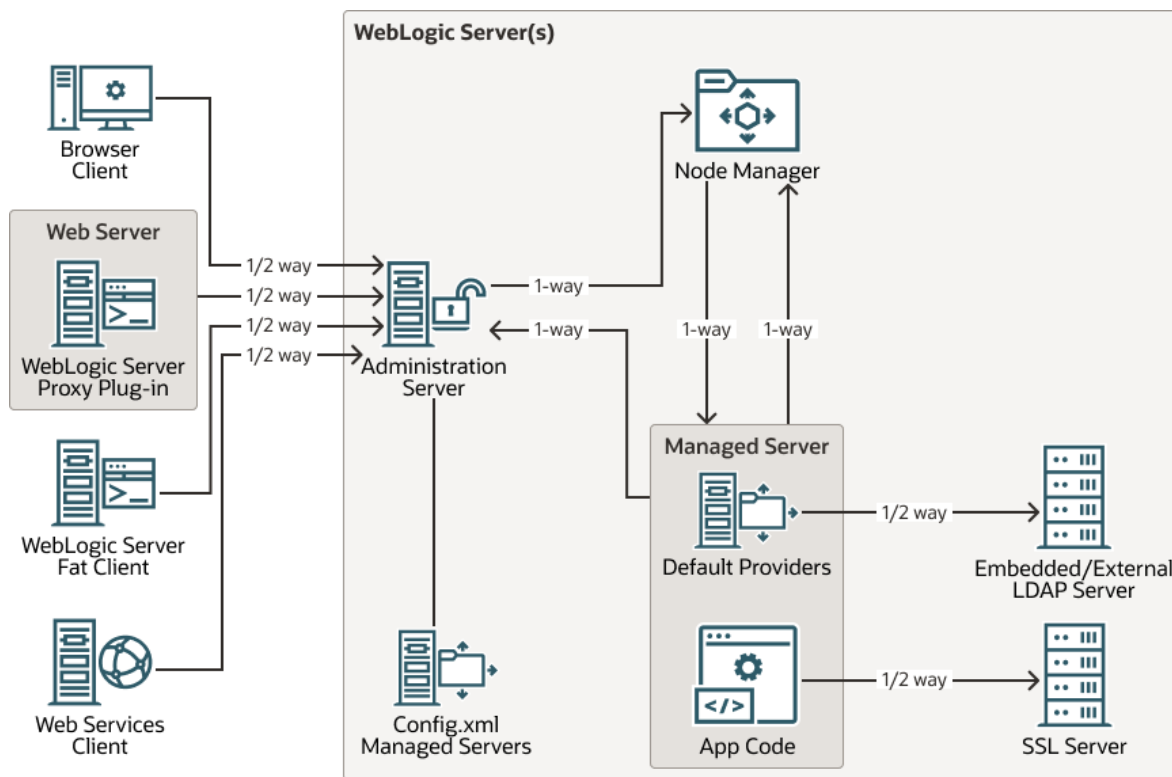 WebLogic Server(s)
Browser
Client
Node Manager
Web Server
WebLogic Server
Proxy Plug-in
1/2 way
1/2 way
1/2 way
1/2 way
1-way
1-way
1-way
1-way
Administration
Server
WebLogic Server
Fat Client
Managed Server
Default Providers
1/2 way
Embedded/External
LDAP Server
Web Services
Client
Config.xml
Managed Servers
App Code
1/2 way
SSL Server